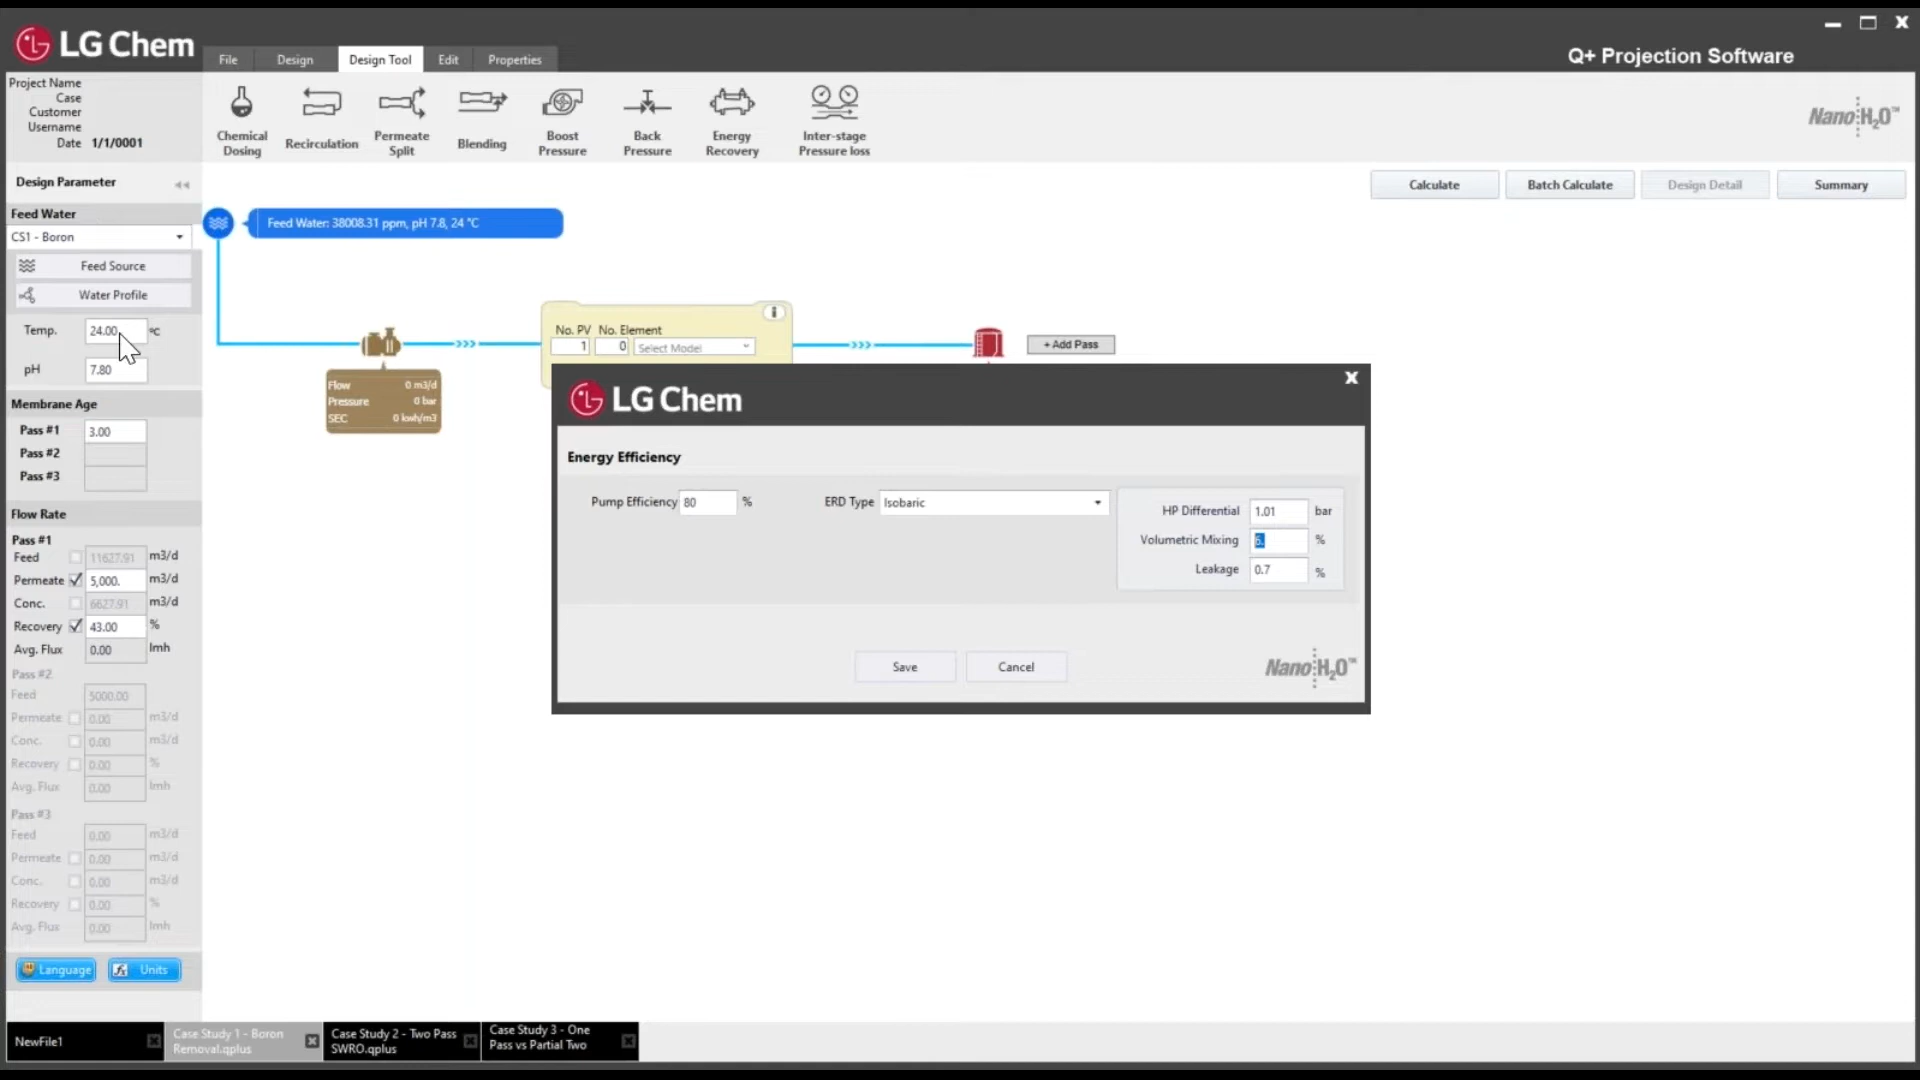 LG Chem
File
Design
Design Tool
Edit
Properties
Q+ Projection Software
Project Name
Case
Customer
Username
Date 1/1/0001
Chemical
Dosing
Recirculation
Permeate
Split
Blending
Boost
Pressure
Back
Pressure
Energy
Recovery
Inter-stage
Pressure loss
NanoH2O™
Design Parameter
Calculate
Batch Calculate
Design Detail
Summary
Feed Water
CS1 - Boron
Feed Water: 38008.31 ppm, pH 7.8, 24 °C
Feed Source
Water Profile
Temp. 24.00 °C
pH 7.80
No. PV No. Element
1 0 Select Model
+ Add Pass
Flow 0 m3/d
Pressure 0 bar
SEC 0 kwh/m3
Membrane Age
Pass #1 3.00
Pass #2
Pass #3
LG Chem
Energy Efficiency
Pump Efficiency 80 %
ERD Type Isobaric
HP Differential 1.01 bar
Volumetric Mixing 6. %
Leakage 0.7 %
Save
Cancel
NanoH2O™
Flow Rate
Pass #1
Feed 11627.91 m3/d
Permeate 5,000. m3/d
Conc. 6627.91 m3/d
Recovery 43.00 %
Avg. Flux 0.00 lmh
Pass #2
Feed 5000.00
Permeate 0.00 m3/d
Conc. 0.00 m3/d
Recovery 0.00 %
Avg. Flux 0.00 lmh
Pass #3
Feed 0.00 m3/d
Permeate 0.00 m3/d
Conc. 0.00 m3/d
Recovery 0.00 %
Avg. Flux 0.00 lmh
Language
fx Units
NewFile1
Case Study 1 - Boron
Removal.qplus
Case Study 2 - Two Pass
SWRO.qplus
Case Study 3 - One
Pass vs Partial Two